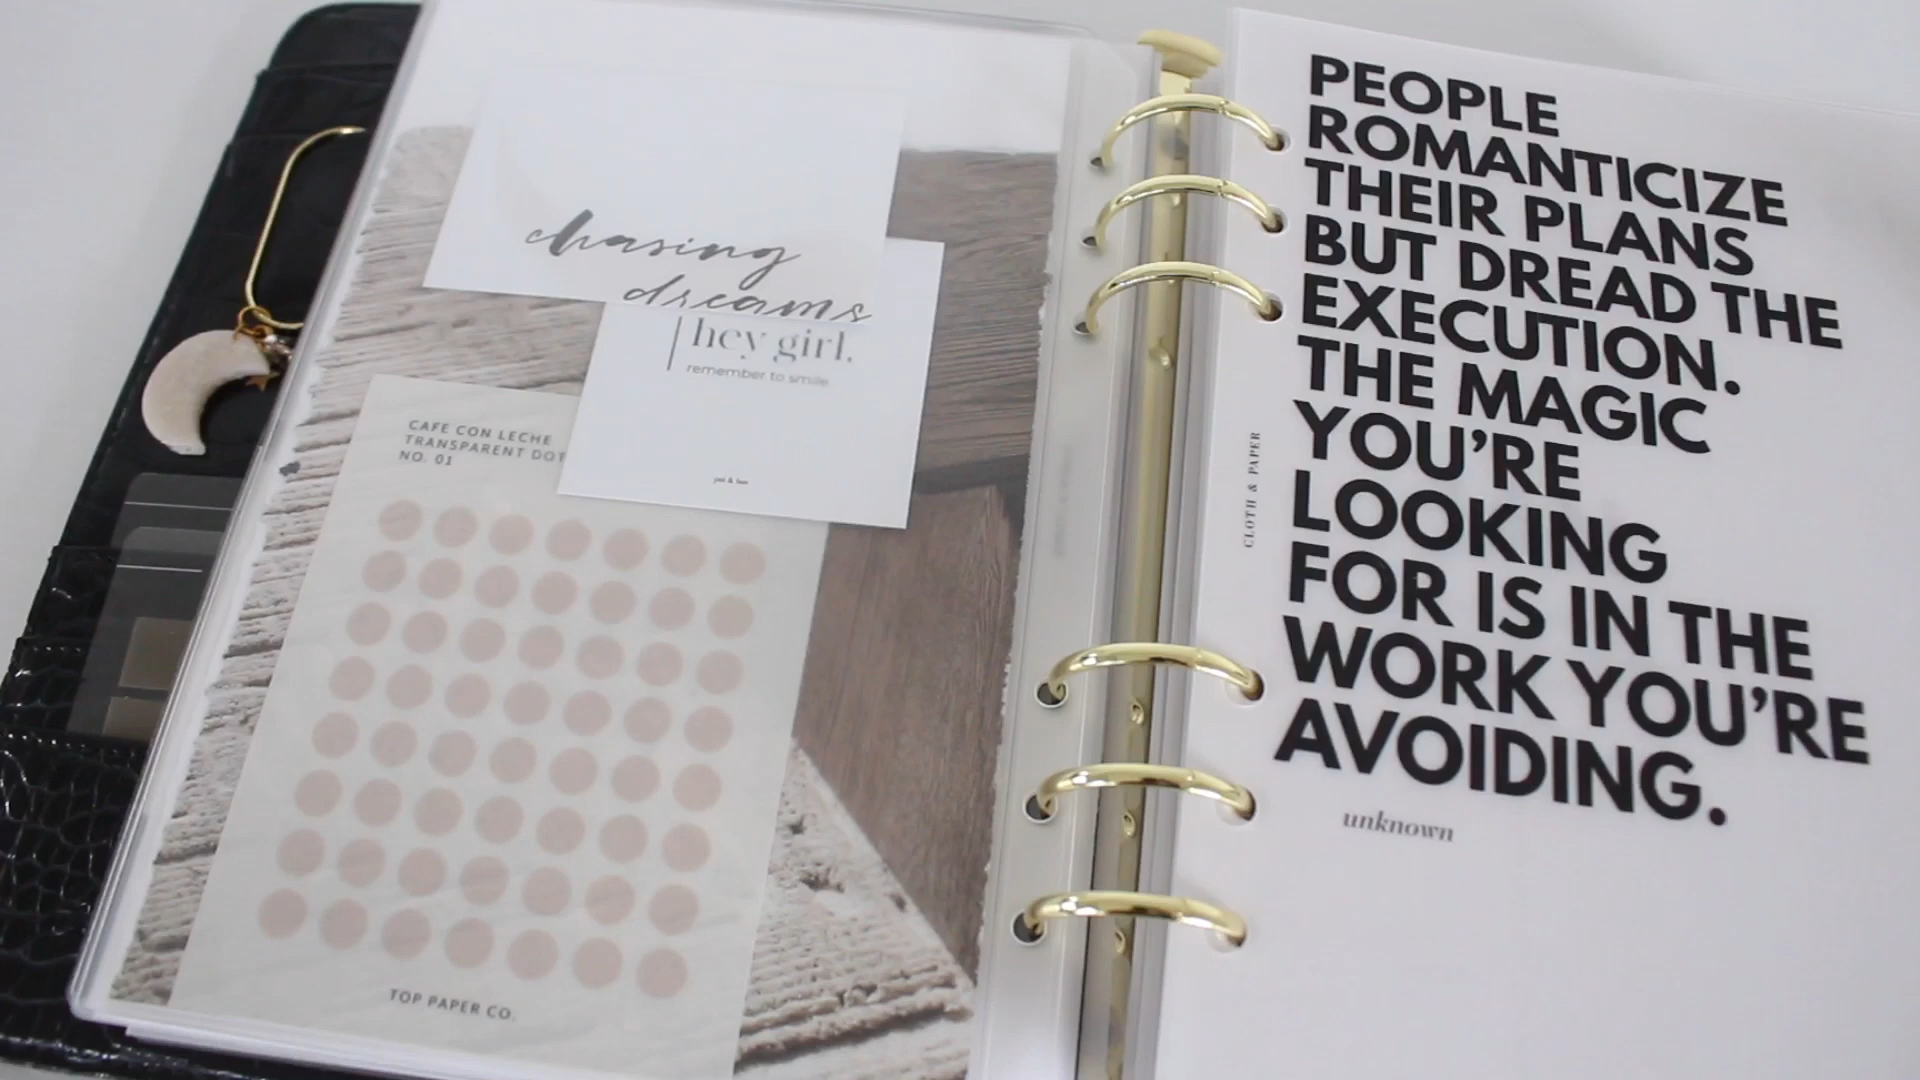 chasing
dreams
hey girl.
remember to smile
CAFE CON LECHE
TRANSPARENT DOT
NO. 01
TOP PAPER CO.
CLOTH & PAPER
PEOPLE
ROMANTICIZE
THEIR PLANS
BUT DREAD THE
EXECUTION.
THE MAGIC
YOU'RE
LOOKING
FOR IS IN THE
WORK YOU'RE
AVOIDING.
unknown